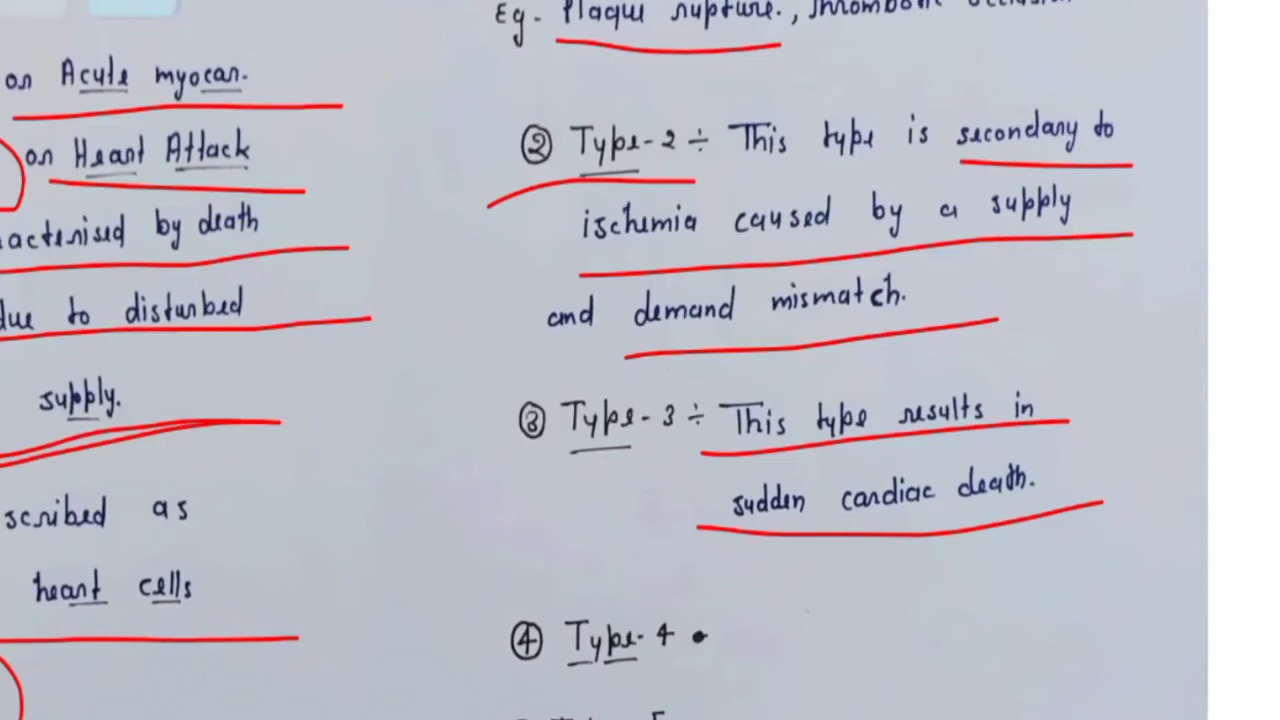 on Acute myocar.
on Heart Attack
acterised by death
due to disturbed
supply.
scribed as
heart cells
Eg. Plaque rupture.,
② Type-2 ÷ This type is secondary to
ischemia caused by a supply
and demand mismatch.
③ Type-3 ÷ This type results in
sudden cardiac death.
④ Type-4